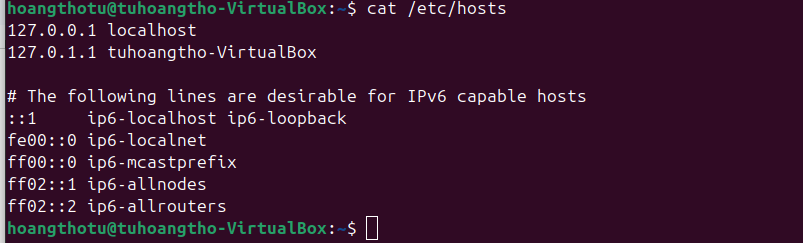 hoangthotu@tuhoangtho-VirtualBox:~$ cat /etc/hosts
127.0.0.1 localhost
127.0.1.1 tuhoangtho-VirtualBox
# The following lines are desirable for IPv6 capable hosts
::1     ip6-localhost ip6-loopback
fe00::0 ip6-localnet
ff00::0 ip6-mcastprefix
ff02::1 ip6-allnodes
ff02::2 ip6-allrouters
hoangthotu@tuhoangtho-VirtualBox:~$